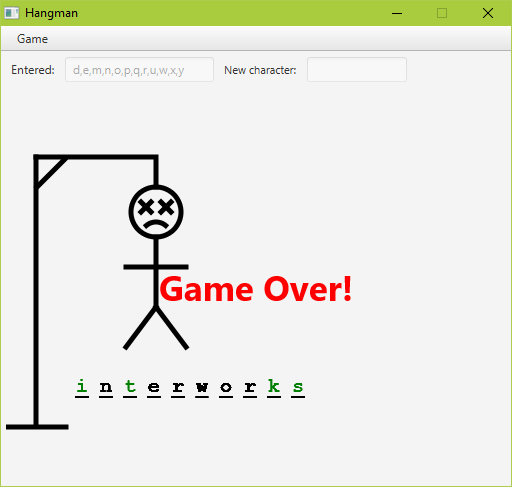 Hangman
Game
Entered: d,e,m,n,o,p,q,r,u,w,x,y New character:
Game Over!
i n t e r w o r k s